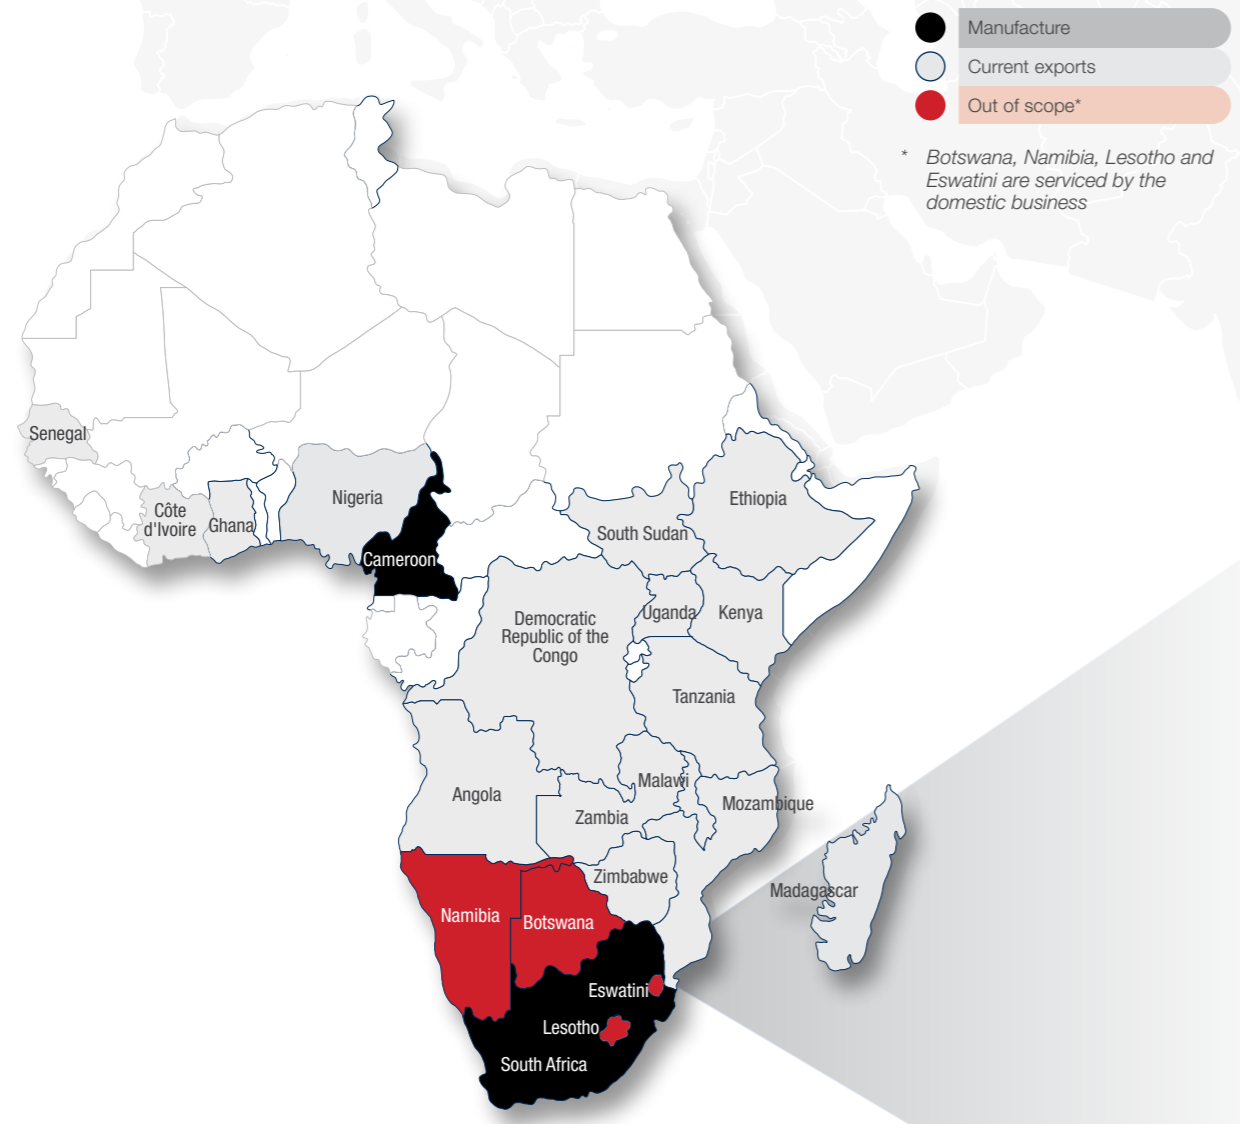 Manufacture
Current exports
Out of scope*
* Botswana, Namibia, Lesotho and
Eswatini are serviced by the
domestic business
Senegal
Côte
d'Ivoire
Ghana
Nigeria
Cameroon
South Sudan
Ethiopia
Democratic
Republic of the
Congo
Uganda
Kenya
Tanzania
Angola
Malawi
Zambia
Mozambique
Zimbabwe
Madagascar
Namibia
Botswana
Eswatini
Lesotho
South Africa